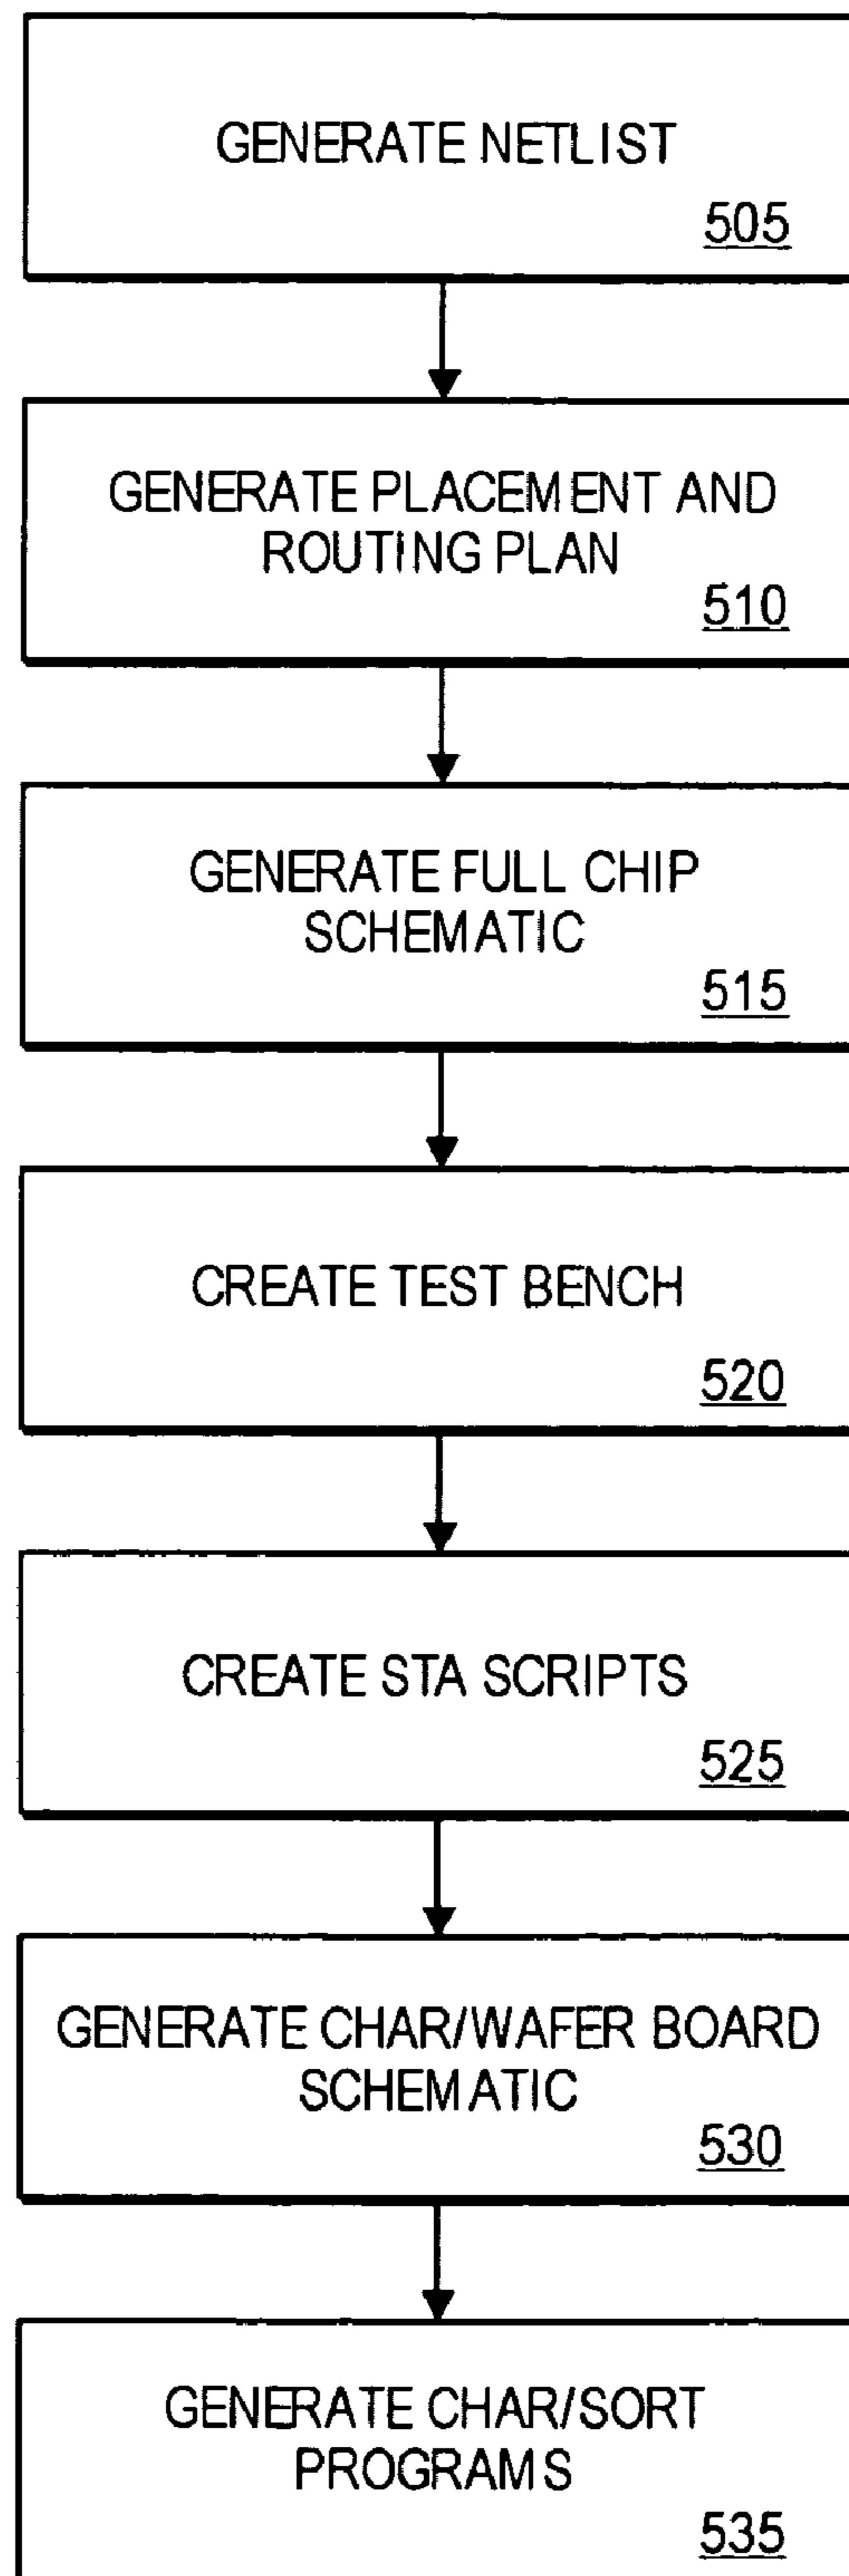 GENERATE NETLIST
505
GENERATE PLACEMENT AND
ROUTING PLAN
510
GENERATE FULL CHIP
SCHEMATIC
515
CREATE TEST BENCH
520
CREATE STA SCRIPTS
525
GENERATE CHAR/WAFER BOARD
SCHEMATIC
530
GENERATE CHAR/SORT
PROGRAMS
535